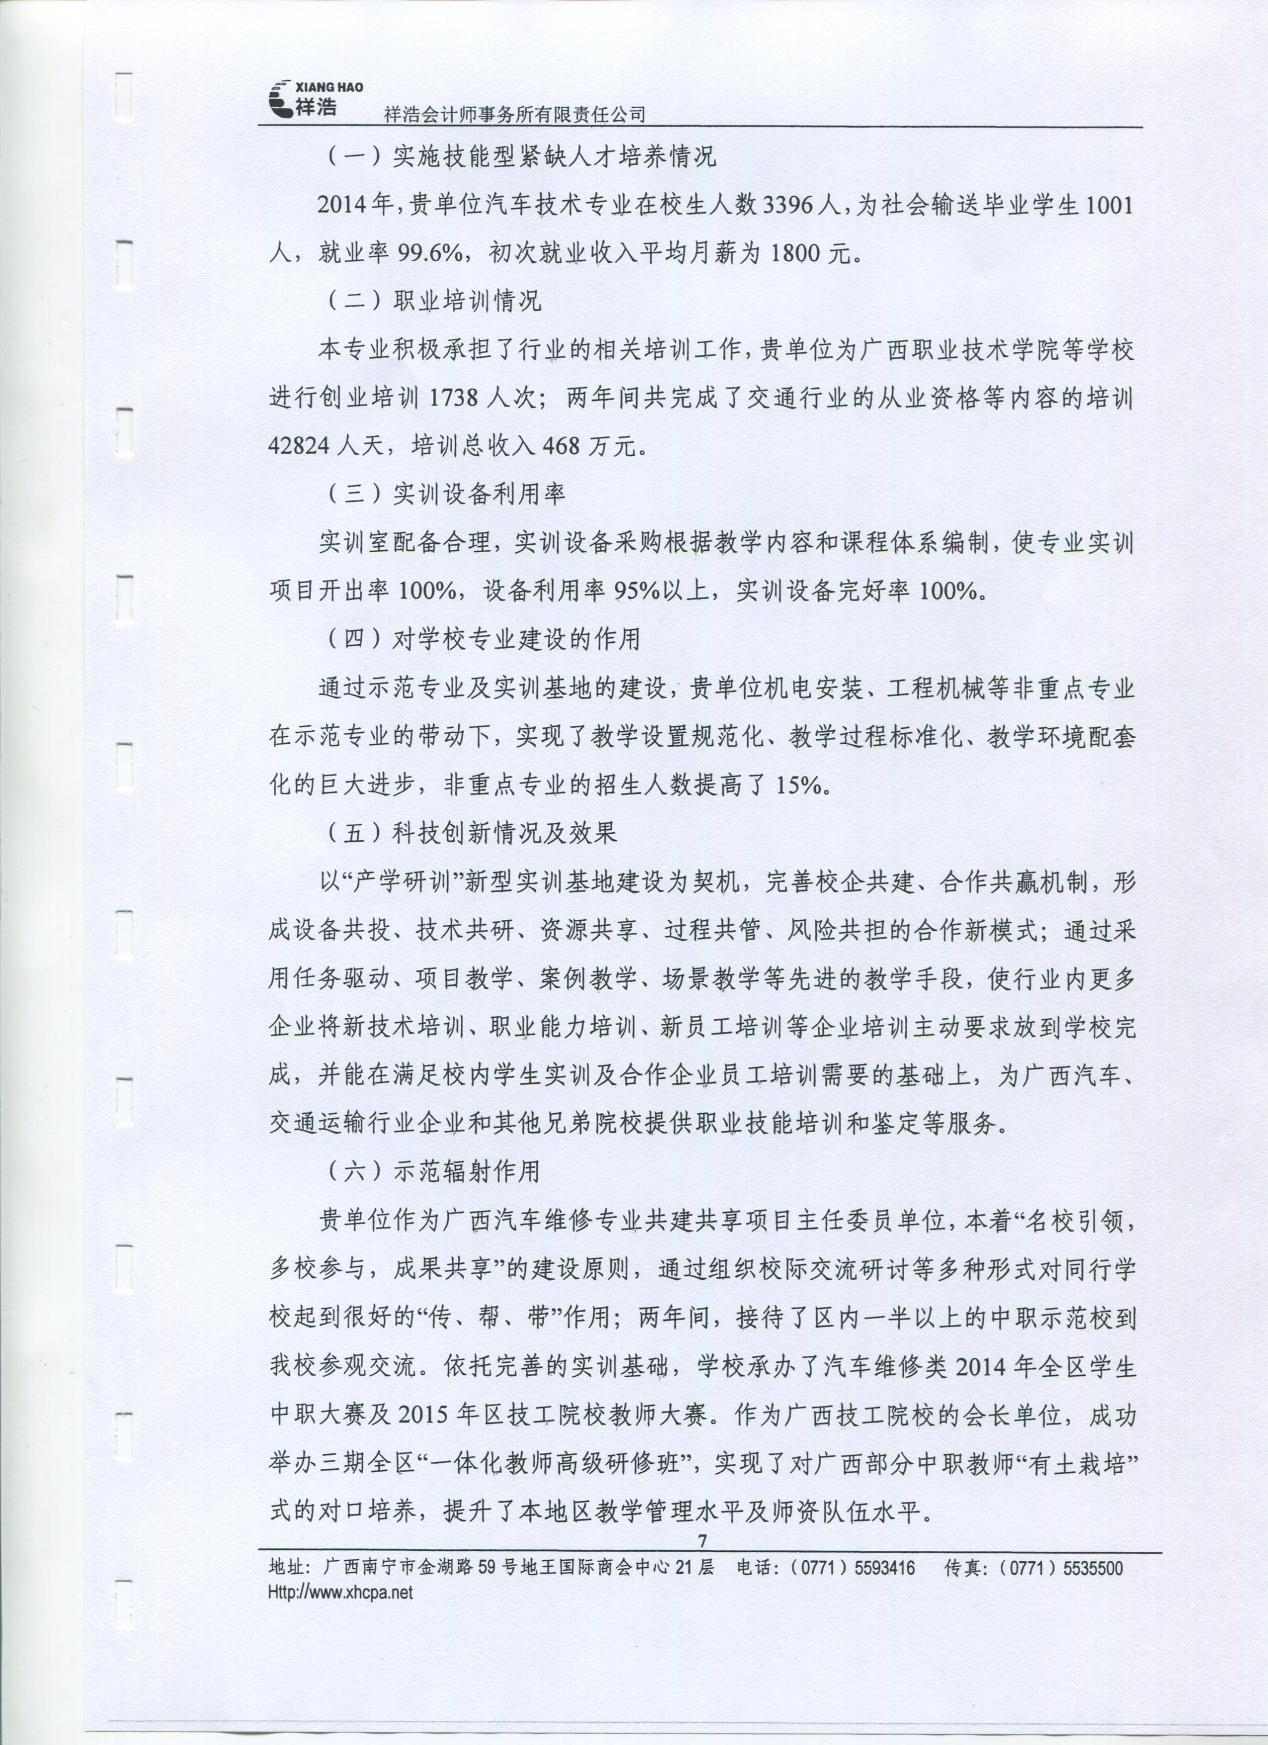 XIANG HAO
祥浩
祥浩会计师事务所有限责任公司
（一）实施技能型紧缺人才培养情况
2014年，贵单位汽车技术专业在校生人数3396人，为社会输送毕业学生1001
人，就业率99.6%，初次就业收入平均月薪为1800元。
（二）职业培训情况
本专业积极承担了行业的相关培训工作，贵单位为广西职业技术学院等学校
进行创业培训1738人次；两年间共完成了交通行业的从业资格等内容的培训
42824人天，培训总收入468万元。
（三）实训设备利用率
实训室配备合理，实训设备采购根据教学内容和课程体系编制，使专业实训
项目开出率100%，设备利用率95%以上，实训设备完好率100%。
（四）对学校专业建设的作用
通过示范专业及实训基地的建设，贵单位机电安装、工程机械等非重点专业
在示范专业的带动下，实现了教学设置规范化、教学过程标准化、教学环境配套
化的巨大进步，非重点专业的招生人数提高了15%。
（五）科技创新情况及效果
以“产学研训”新型实训基地建设为契机，完善校企共建、合作共赢机制，形
成设备共投、技术共研、资源共享、过程共管、风险共担的合作新模式；通过采
用任务驱动、项目教学、案例教学、场景教学等先进的教学手段，使行业内更多
企业将新技术培训、职业能力培训、新员工培训等企业培训主动要求放到学校完
成，并能在满足校内学生实训及合作企业员工培训需要的基础上，为广西汽车、
交通运输行业企业和其他兄弟院校提供职业技能培训和鉴定等服务。
（六）示范辐射作用
贵单位作为广西汽车维修专业共建共享项目主任委员单位，本着“名校引领，
多校参与，成果共享”的建设原则，通过组织校际交流研讨等多种形式对同行学
校起到很好的“传、帮、带”作用；两年间，接待了区内一半以上的中职示范校到
我校参观交流。依托完善的实训基础，学校承办了汽车维修类2014年全区学生
中职大赛及2015年区技工院校教师大赛。作为广西技工院校的会长单位，成功
举办三期全区“一体化教师高级研修班”，实现了对广西部分中职教师“有土栽培”
式的对口培养，提升了本地区教学管理水平及师资队伍水平。
7
地址：广西南宁市金湖路59号地王国际商会中心21层 电话：（0771）5593416 传真：（0771）5535500
Http://www.xhcpa.net